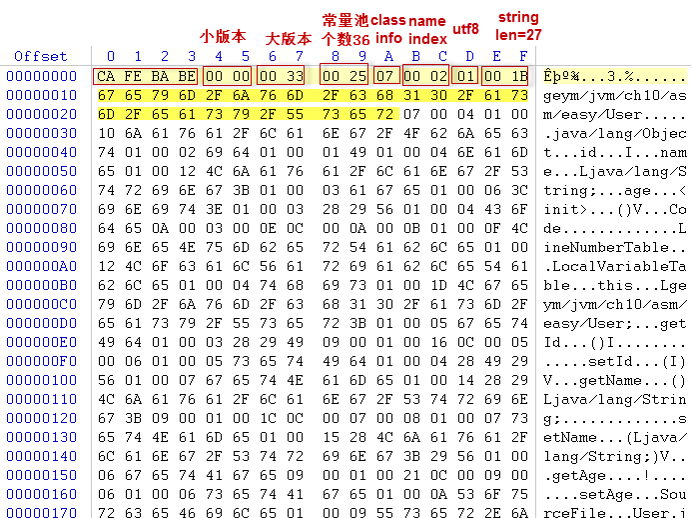 常量池 class name utf8 string
小版本 大版本 个数36 info index len=27
Offset 0 1 2 3 4 5 6 7 8 9 A B C D E F
00000000 CA FE BA BE 00 00 00 33 00 25 07 00 02 01 00 1B Êþº¾...3.%......
00000010 67 65 79 6D 2F 6A 76 6D 2F 63 68 31 30 2F 61 73 geym/jvm/ch10/as
00000020 6D 2F 65 61 73 79 2F 55 73 65 72 07 00 04 01 00 m/easy/User.....
00000030 10 6A 61 76 61 2F 6C 61 6E 67 2F 4F 62 6A 65 63 .java/lang/Objec
00000040 74 01 00 02 69 64 01 00 01 49 01 00 04 6E 61 6D t...id...I...nam
00000050 65 01 00 12 4C 6A 61 76 61 2F 6C 61 6E 67 2F 53 e...Ljava/lang/S
00000060 74 72 69 6E 67 3B 01 00 03 61 67 65 01 00 06 3C tring;...age...<
00000070 69 6E 69 74 3E 01 00 03 28 29 56 01 00 04 43 6F init>...()V...Co
00000080 64 65 0A 00 03 00 0E 0C 00 0A 00 0B 01 00 0F 4C de.............L
00000090 69 6E 65 4E 75 6D 62 65 72 54 61 62 6C 65 01 00 ineNumberTable..
000000A0 12 4C 6F 63 61 6C 56 61 72 69 61 62 6C 65 54 61 .LocalVariableTa
000000B0 62 6C 65 01 00 04 74 68 69 73 01 00 1D 4C 67 65 ble...this...Lge
000000C0 79 6D 2F 6A 76 6D 2F 63 68 31 30 2F 61 73 6D 2F ym/jvm/ch10/asm/
000000D0 65 61 73 79 2F 55 73 65 72 3B 01 00 05 67 65 74 easy/User;...get
000000E0 49 64 01 00 03 28 29 49 09 00 01 00 16 0C 00 05 Id...()I........
000000F0 00 06 01 00 05 73 65 74 49 64 01 00 04 28 49 29 .....setId...(I)
00000100 56 01 00 07 67 65 74 4E 61 6D 65 01 00 14 28 29 V...getName...()
00000110 4C 6A 61 76 61 2F 6C 61 6E 67 2F 53 74 72 69 6E Ljava/lang/Strin
00000120 67 3B 09 00 01 00 1C 0C 00 07 00 08 01 00 07 73 g;.............s
00000130 65 74 4E 61 6D 65 01 00 15 28 4C 6A 61 76 61 2F etName...(Ljava/
00000140 6C 61 6E 67 2F 53 74 72 69 6E 67 3B 29 56 01 00 lang/String;)V..
00000150 06 67 65 74 41 67 65 09 00 01 00 21 0C 00 09 00 .getAge....!....
00000160 06 01 00 06 73 65 74 41 67 65 01 00 0A 53 6F 75 ....setAge...Sou
00000170 72 63 65 46 69 6C 65 01 00 09 55 73 65 72 2E 6A rceFile...User.j